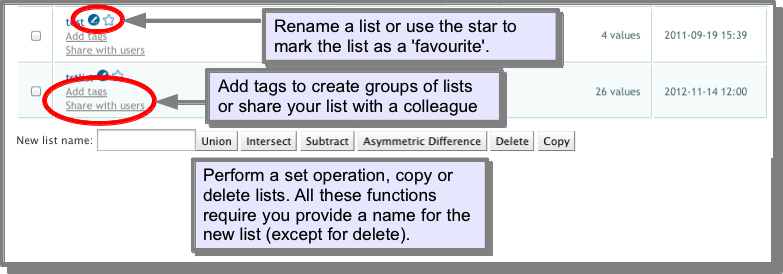 test
Rename a list or use the star to
mark the list as a 'favourite'.
Add tags
Share with users
4 values
2011-09-19 15:39
tstlist
Add tags to create groups of lists
or share your list with a colleague
Add tags
Share with users
26 values
2012-11-14 12:00
New list name: Union Intersect Subtract Asymmetric Difference Delete Copy
Perform a set operation, copy or
delete lists. All these functions
require you provide a name for the
new list (except for delete).